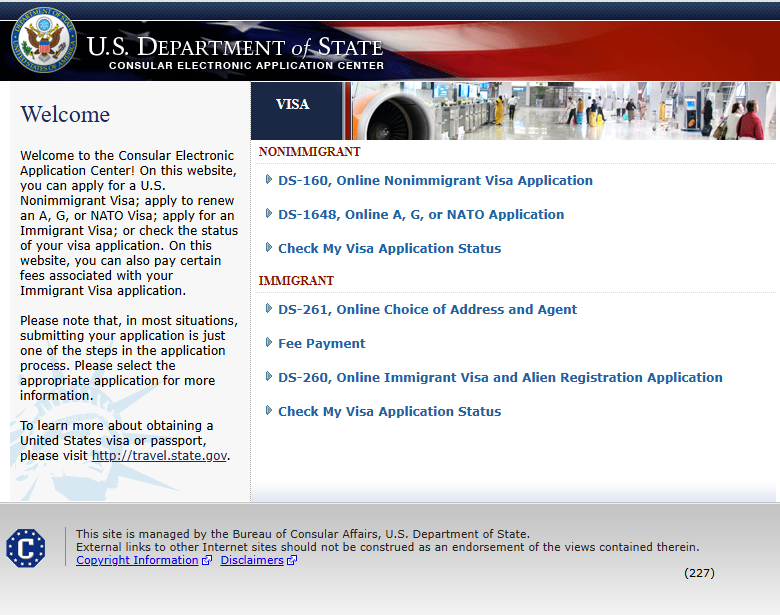 U.S. DEPARTMENT of STATE
CONSULAR ELECTRONIC APPLICATION CENTER
Welcome
Welcome to the Consular Electronic
Application Center! On this website,
you can apply for a U.S.
Nonimmigrant Visa; apply to renew
an A, G, or NATO Visa; apply for an
Immigrant Visa; or check the status
of your visa application. On this
website, you can also pay certain
fees associated with your
Immigrant Visa application.
Please note that, in most situations,
submitting your application is just
one of the steps in the application
process. Please select the
appropriate application for more
information.
To learn more about obtaining a
United States visa or passport,
please visit http://travel.state.gov.
VISA
NONIMMIGRANT
DS-160, Online Nonimmigrant Visa Application
DS-1648, Online A, G, or NATO Application
Check My Visa Application Status
IMMIGRANT
DS-261, Online Choice of Address and Agent
Fee Payment
DS-260, Online Immigrant Visa and Alien Registration Application
Check My Visa Application Status
C
This site is managed by the Bureau of Consular Affairs, U.S. Department of State.
External links to other Internet sites should not be construed as an endorsement of the views contained therein.
Copyright Information Disclaimers
(227)